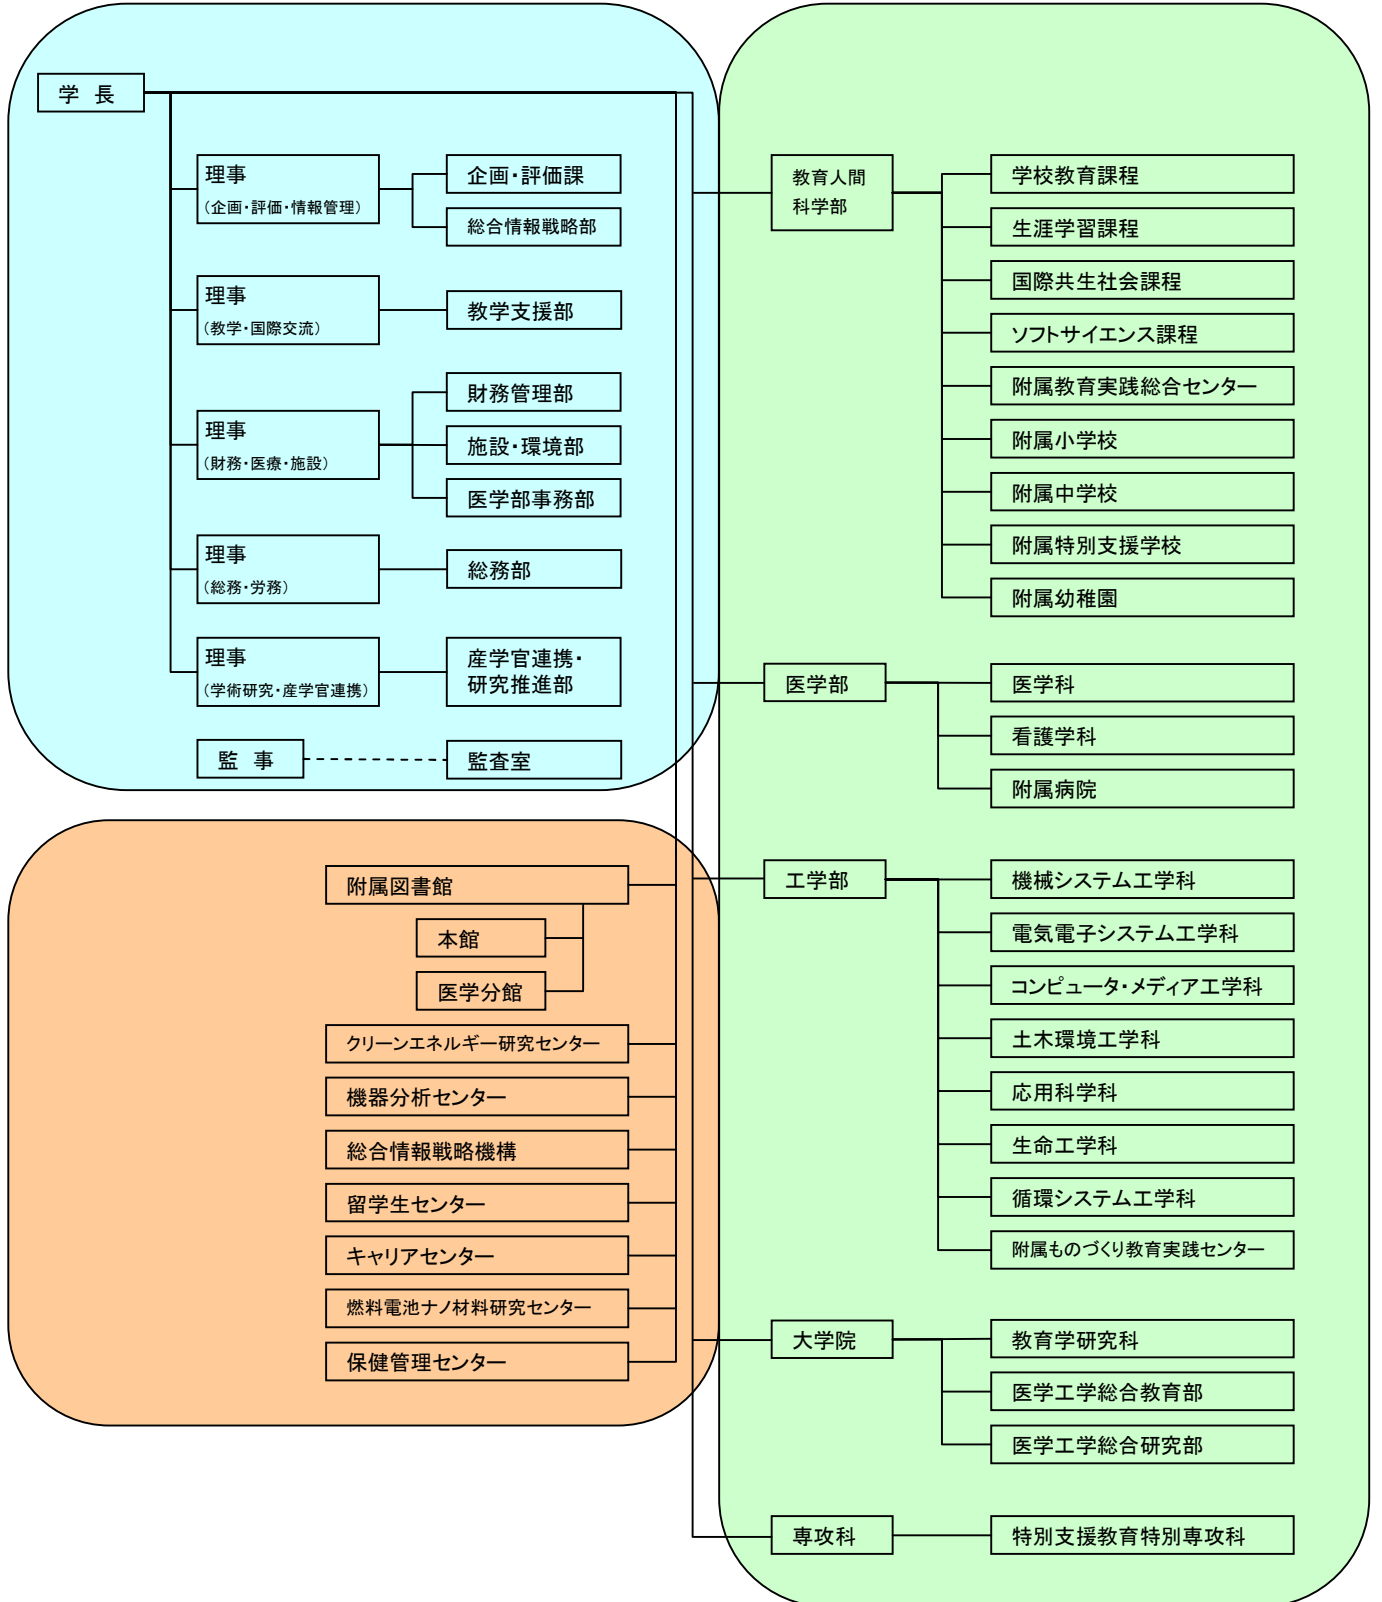 学 長
理事
（企画・評価・情報管理）
企画・評価課
総合情報戦略部
理事
（教学・国際交流）
教学支援部
理事
（財務・医療・施設）
財務管理部
施設・環境部
医学部事務部
理事
（総務・労務）
総務部
理事
（学術研究・産学官連携）
産学官連携・
研究推進部
監 事
監査室
附属図書館
本館
医学分館
クリーンエネルギー研究センター
機器分析センター
総合情報戦略機構
留学生センター
キャリアセンター
燃料電池ナノ材料研究センター
保健管理センター
教育人間
科学部
学校教育課程
生涯学習課程
国際共生社会課程
ソフトサイエンス課程
附属教育実践総合センター
附属小学校
附属中学校
附属特別支援学校
附属幼稚園
医学部
医学科
看護学科
附属病院
工学部
機械システム工学科
電気電子システム工学科
コンピュータ・メディア工学科
土木環境工学科
応用科学科
生命工学科
循環システム工学科
附属ものづくり教育実践センター
大学院
教育学研究科
医学工学総合教育部
医学工学総合研究部
専攻科
特別支援教育特別専攻科